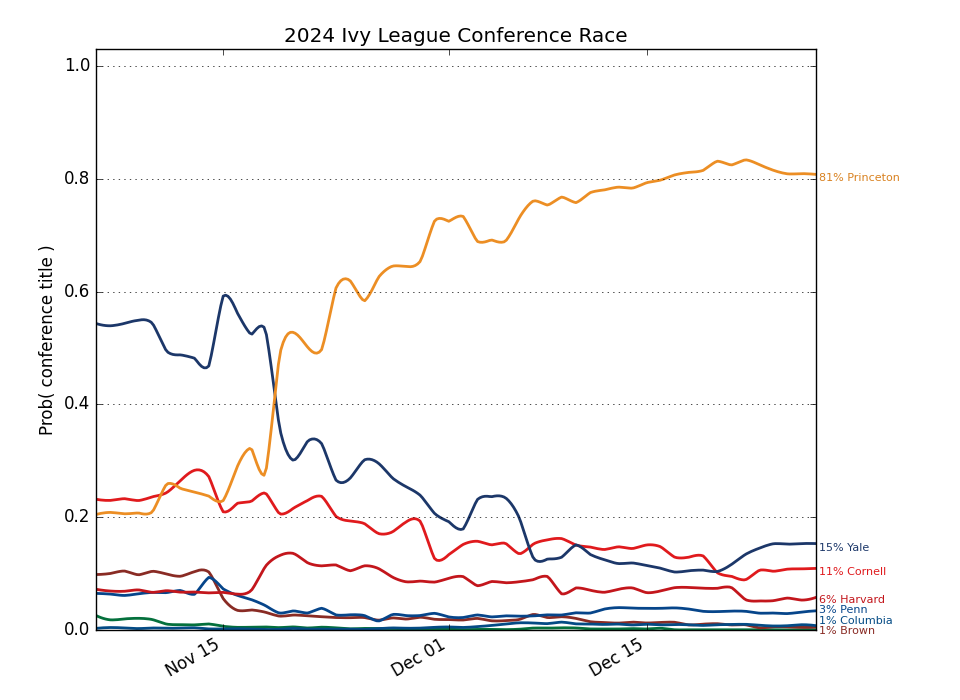 2024 Ivy League Conference Race
Prob( conference title )
1.0
0.8
0.6
0.4
0.2
0.0
Nov 15
Dec 01
Dec 15
81% Princeton
15% Yale
11% Cornell
6% Harvard
3% Penn
1% Columbia
1% Brown